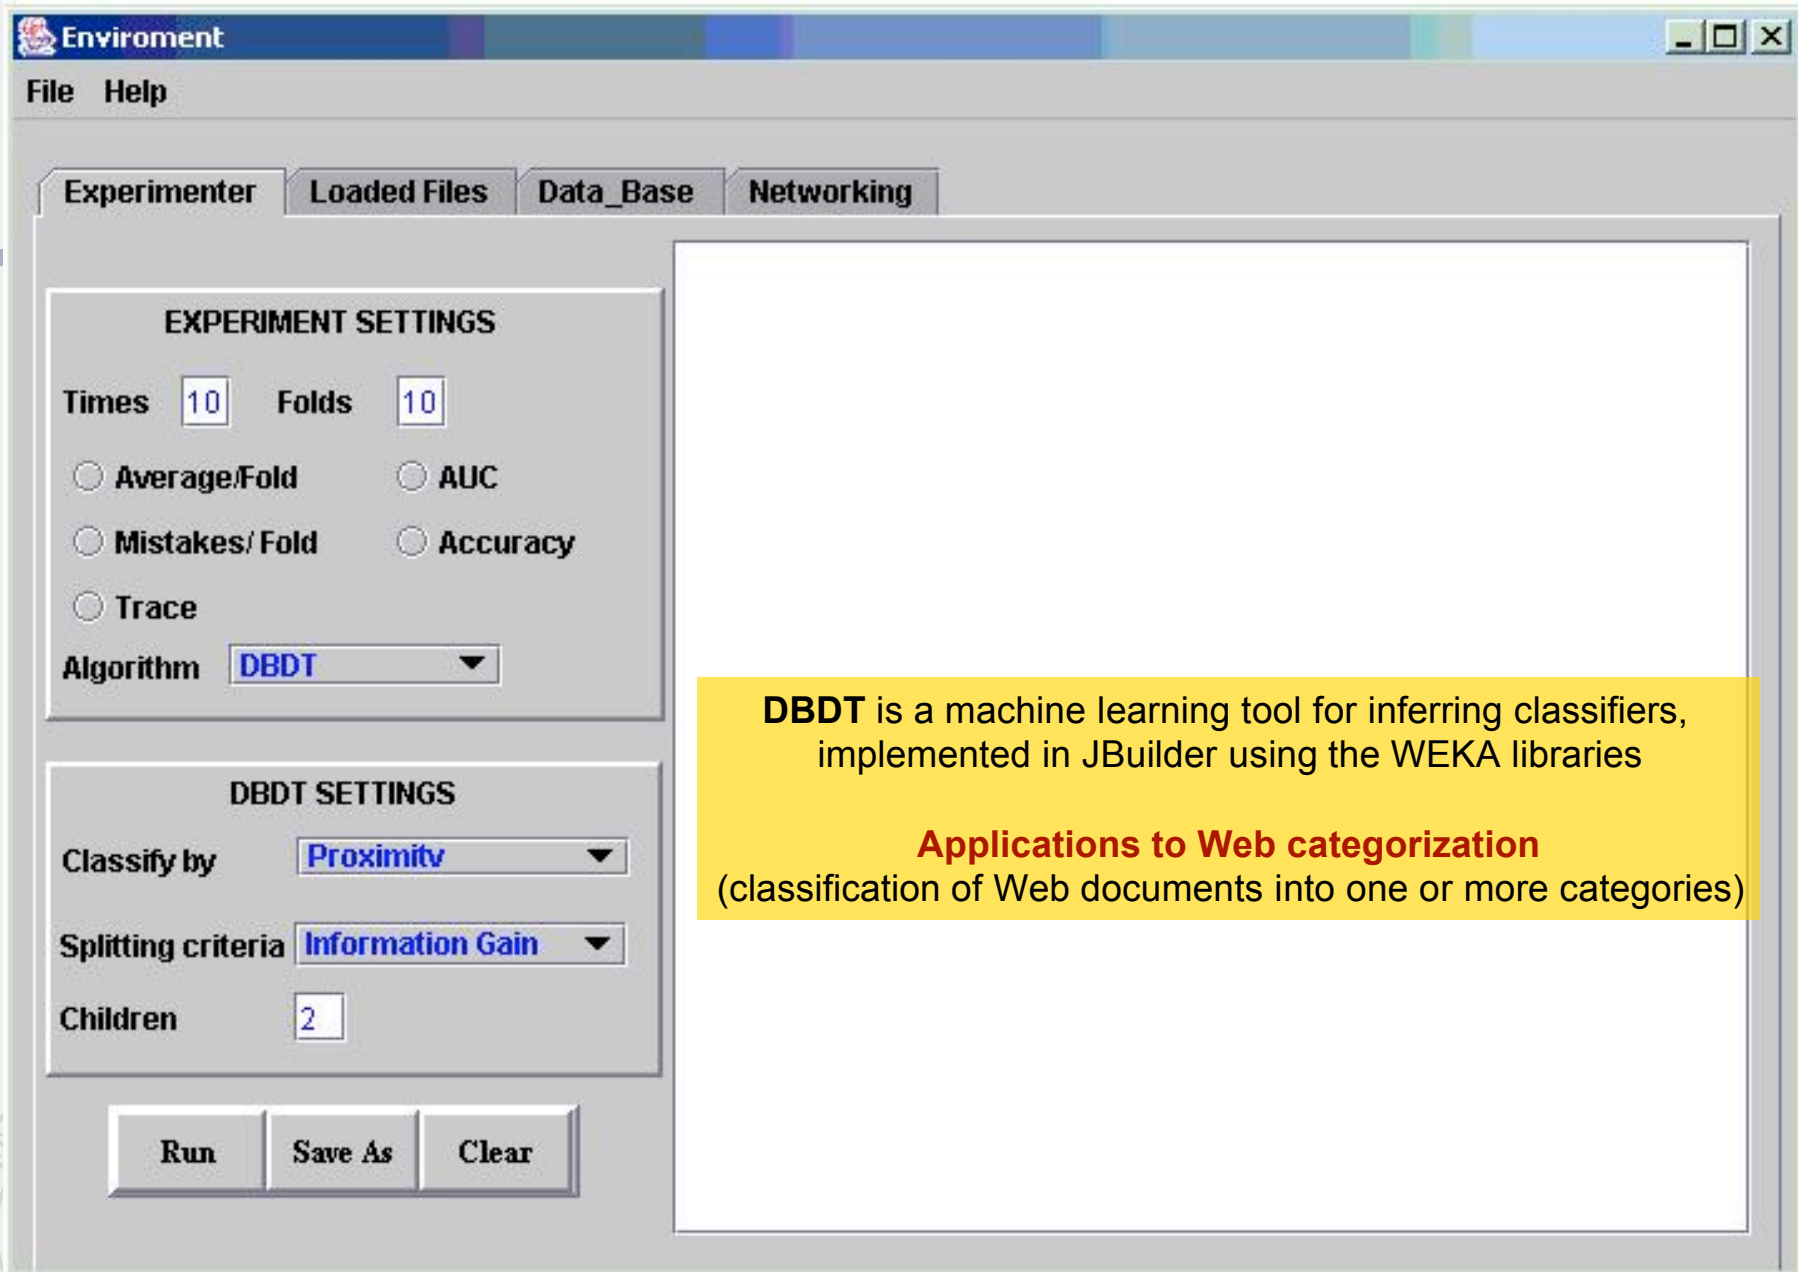 Enviroment
File Help
Experimenter Loaded Files Data_Base Networking
EXPERIMENT SETTINGS
Times 10 Folds 10
Average/Fold AUC
Mistakes/ Fold Accuracy
Trace
Algorithm DBDT
DBDT SETTINGS
Classify by Proximity
Splitting criteria Information Gain
Children 2
Run Save As Clear
DBDT is a machine learning tool for inferring classifiers,
implemented in JBuilder using the WEKA libraries
Applications to Web categorization
(classification of Web documents into one or more categories)